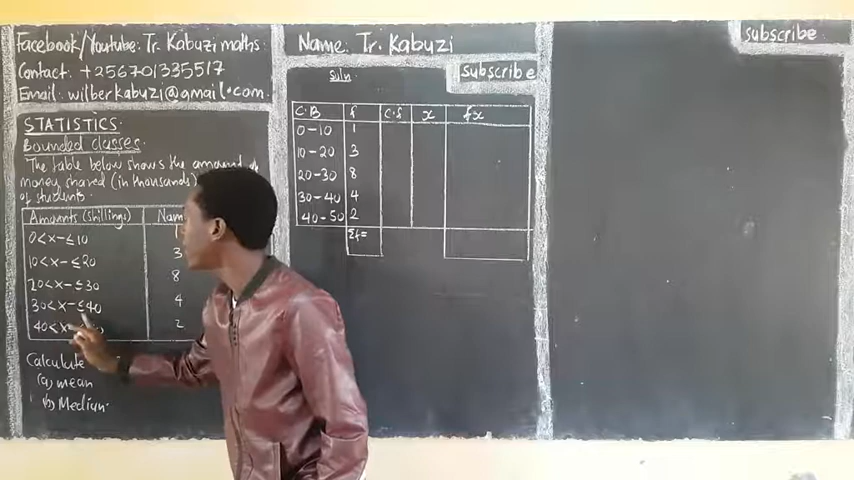 Facebook/Youtube: Tr. Kabuzi maths
Contact. +256701335517
Email: wilberkabuzi@gmail.com
STATISTICS
Bounded classes
The table below shows the amount
money shared (in thousands)
of students.
Amounts (shillings)
0<x-≤10
10<x-≤20 3
20<x-≤30 8
30<x-≤40 4
40<x 2
Calculate
(a) mean
(b) Median
Name: Tr. Kabuzi
Soln
subscribe
C.B f C.f x fx
0-10 1
10-20 3
20-30 8
30-40 4
40-50 2
Σf=
subscribe